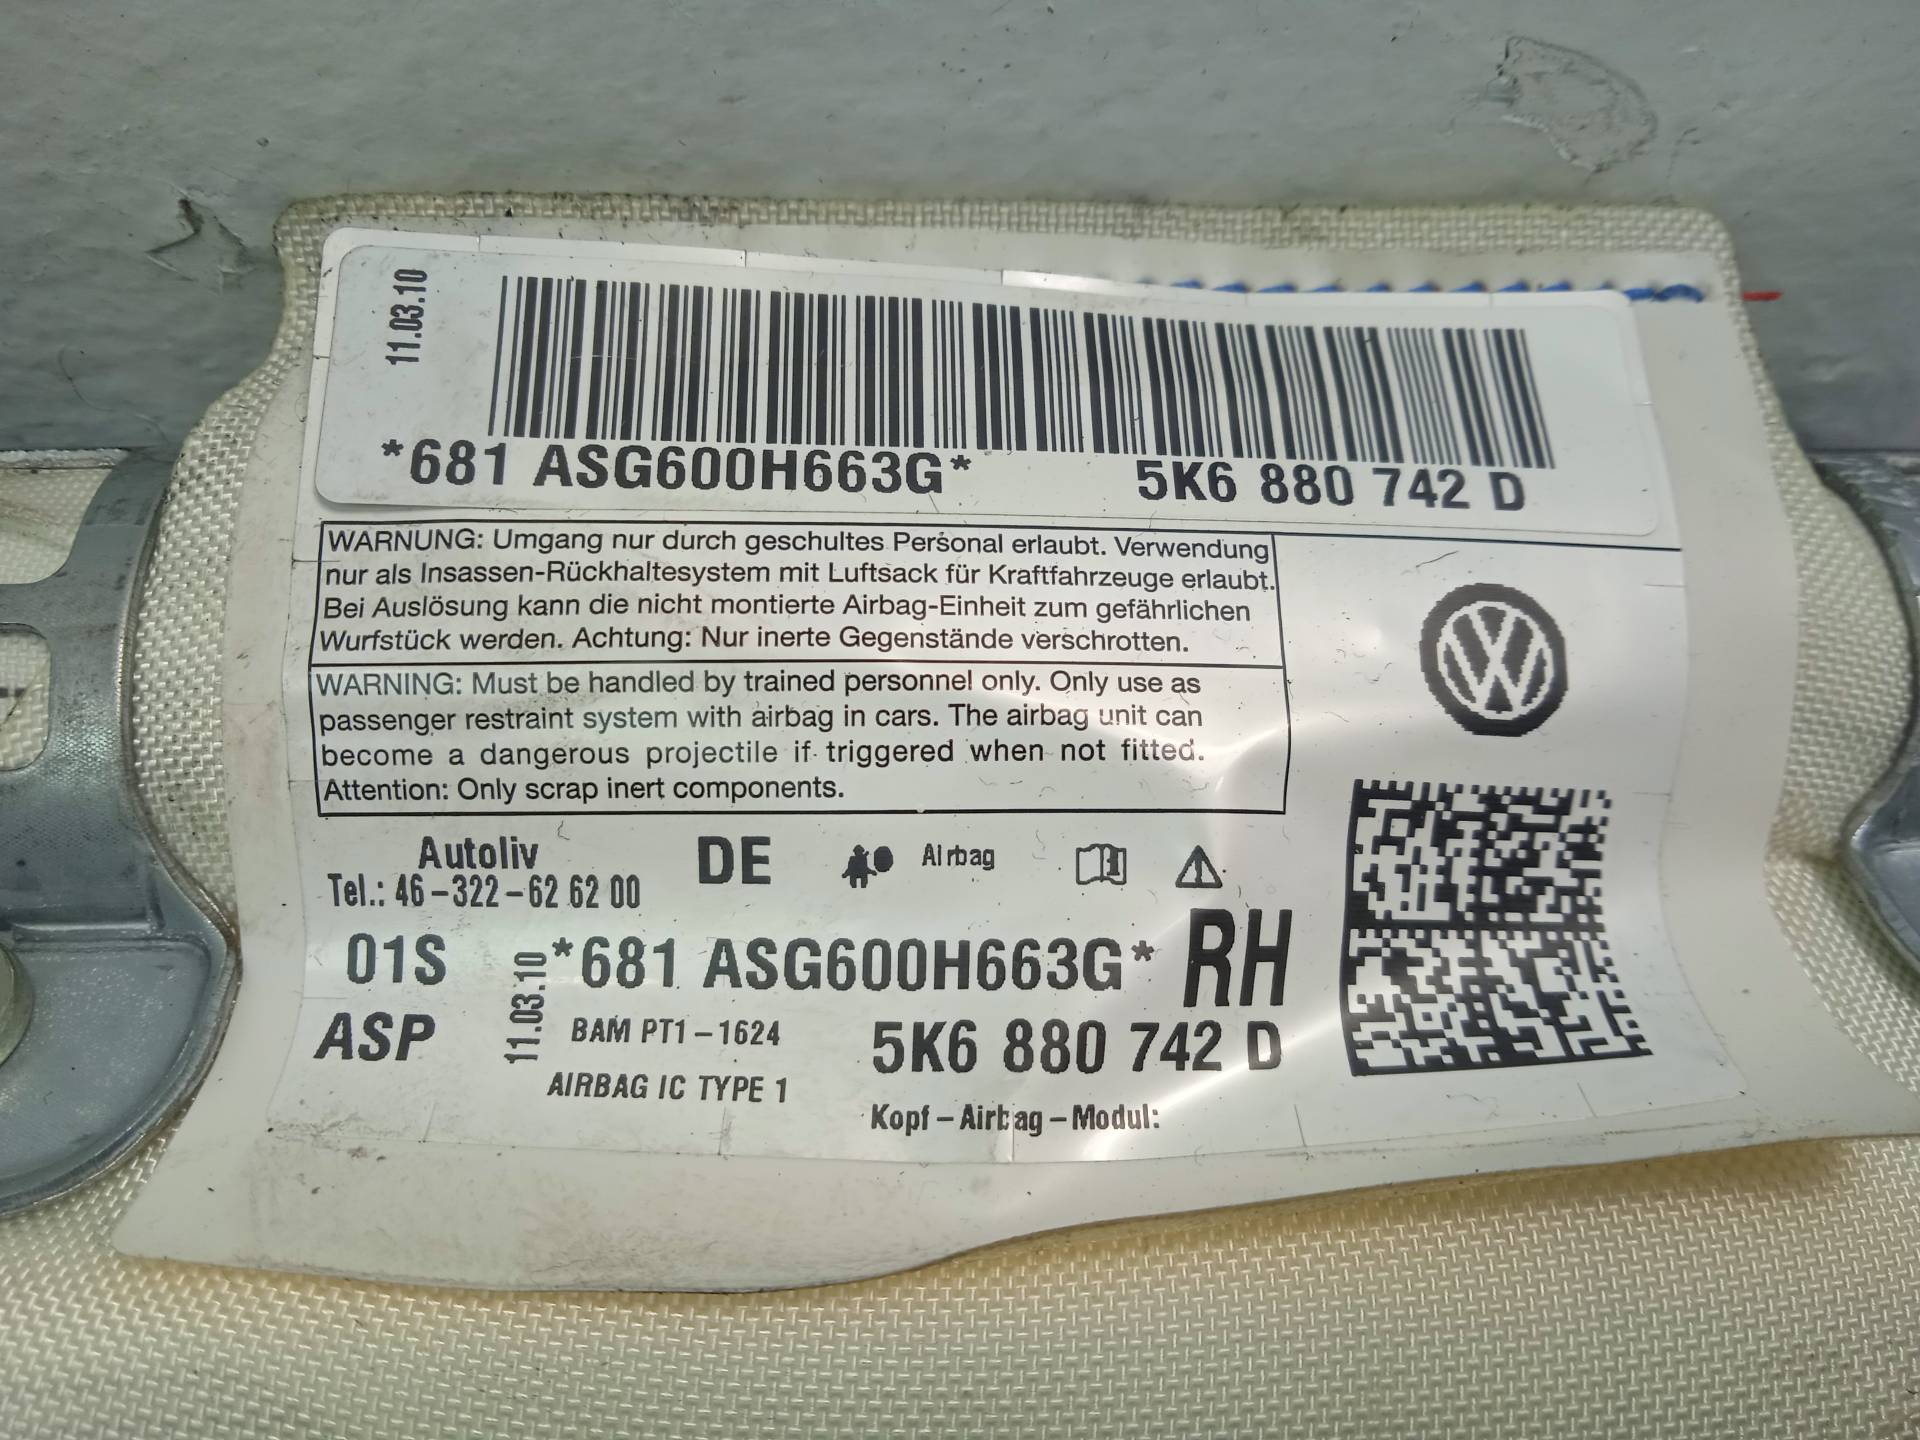 11.03.10
*681 ASG600H663G* 5K6 880 742 D
WARNUNG: Umgang nur durch geschultes Personal erlaubt. Verwendung
nur als Insassen-Rückhaltesystem mit Luftsack für Kraftfahrzeuge erlaubt.
Bei Auslösung kann die nicht montierte Airbag-Einheit zum gefährlichen
Wurfstück werden. Achtung: Nur inerte Gegenstände verschrotten.
WARNING: Must be handled by trained personnel only. Only use as
passenger restraint system with airbag in cars. The airbag unit can
become a dangerous projectile if triggered when not fitted.
Attention: Only scrap inert components.
Autoliv DE Airbag
Tel.: 46-322-626200
01S 11.03.10 *681 ASG600H663G* RH
ASP BAM PT1-1624 5K6 880 742 D
AIRBAG IC TYPE 1
Kopf-Airbag-Modul: